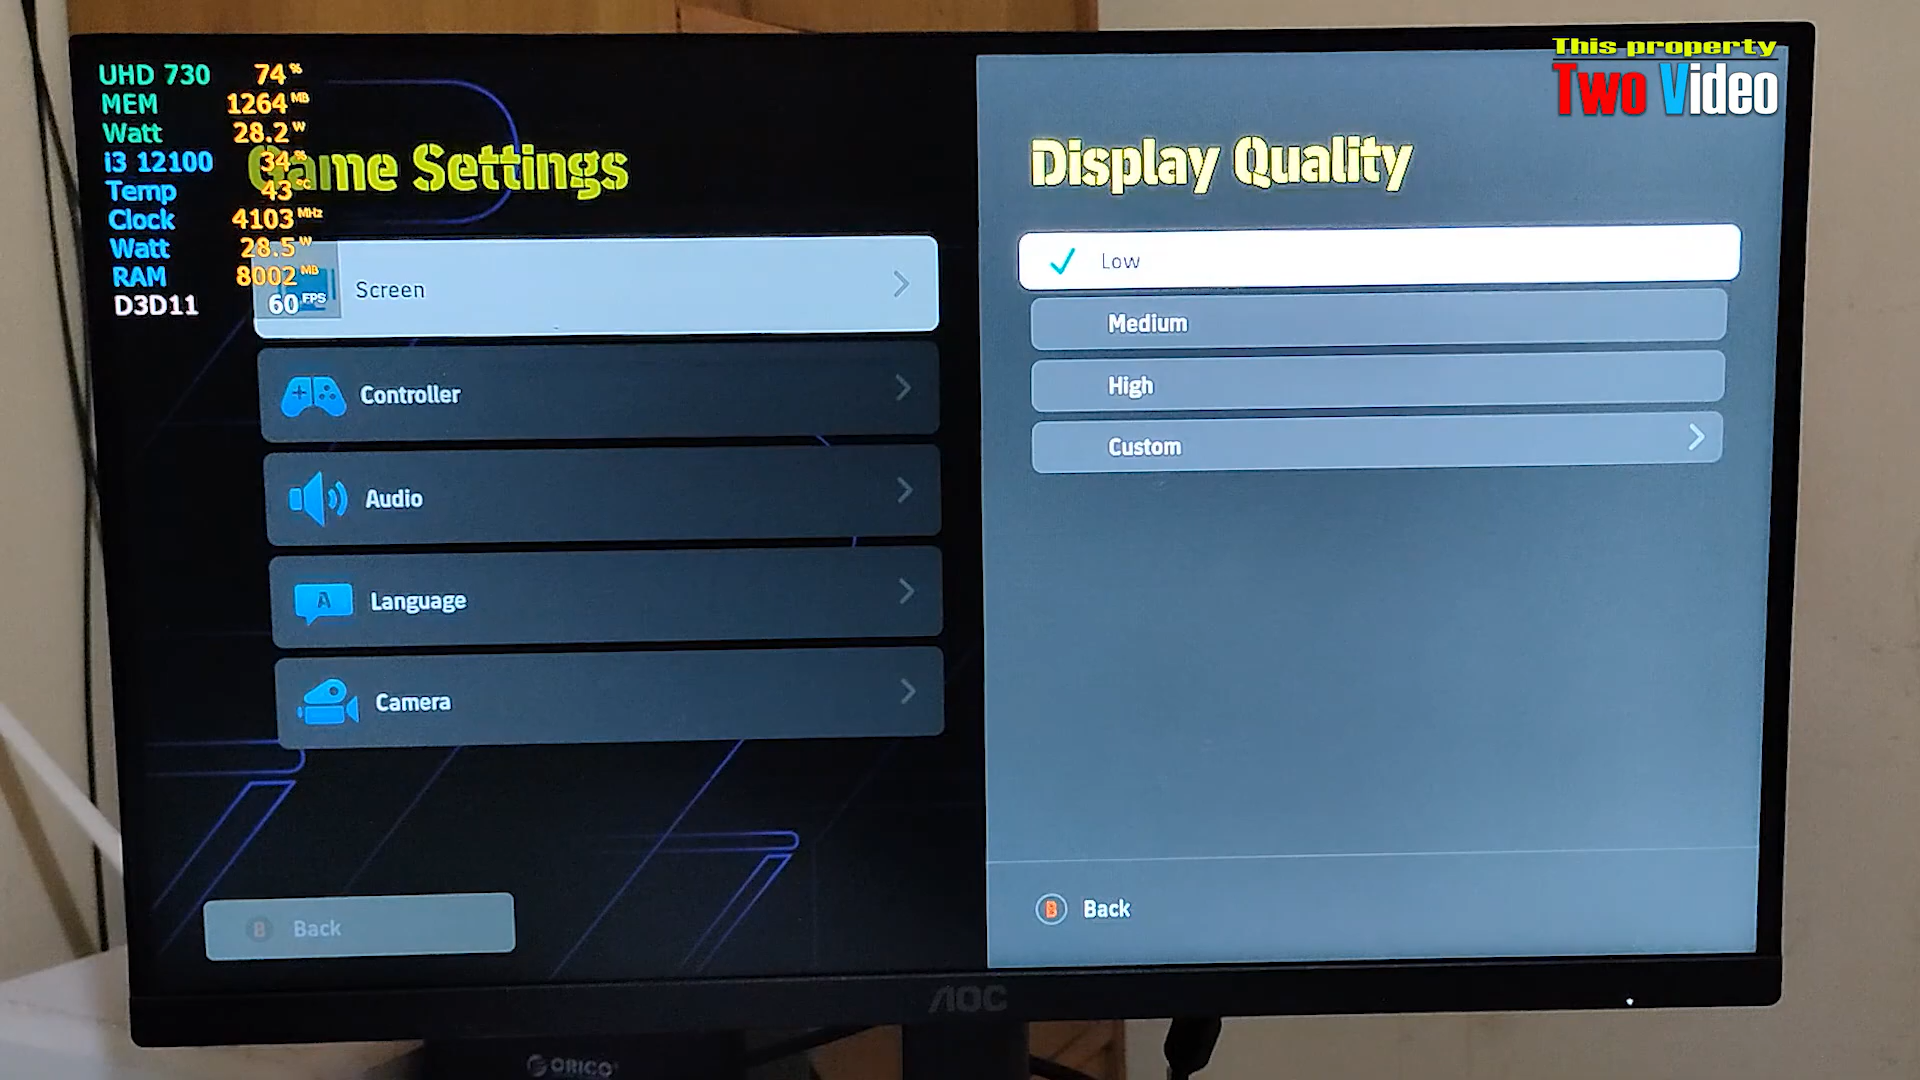 This property
Two Video
UHD 730 74 %
MEM 1264 MB
Watt 28.2 W
i3 12100 34 %
Temp 43 °C
Clock 4103 MHz
Watt 28.5 W
RAM 8002 MB
D3D11 60 FPS
Game Settings
Screen
Controller
Audio
A
Language
Camera
B Back
Display Quality
Low
Medium
High
Custom
B Back
AOC
ORICO